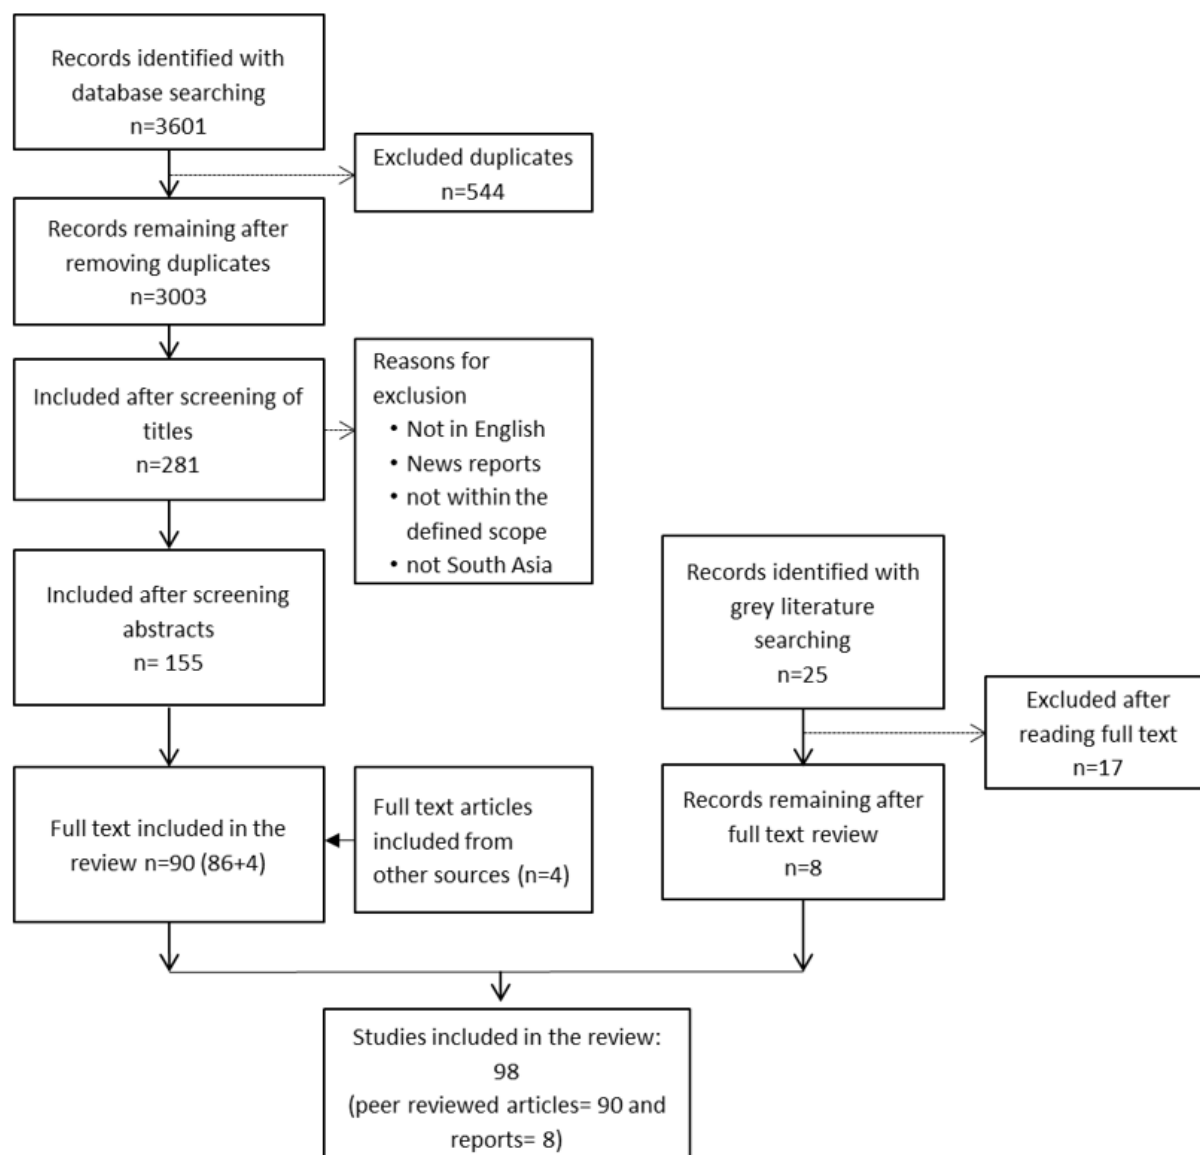 Records identified with
database searching
n=3601
Excluded duplicates
n=544
Records remaining after
removing duplicates
n=3003
Included after screening of
titles
n=281
Reasons for
exclusion
• Not in English
• News reports
• not within the
defined scope
• not South Asia
Included after screening
abstracts
n= 155
Full text included in the
review n=90 (86+4)
Full text articles
included from
other sources (n=4)
Records identified with
grey literature
searching
n=25
Excluded after
reading full text
n=17
Records remaining after
full text review
n=8
Studies included in the review:
98
(peer reviewed articles= 90 and
reports= 8)